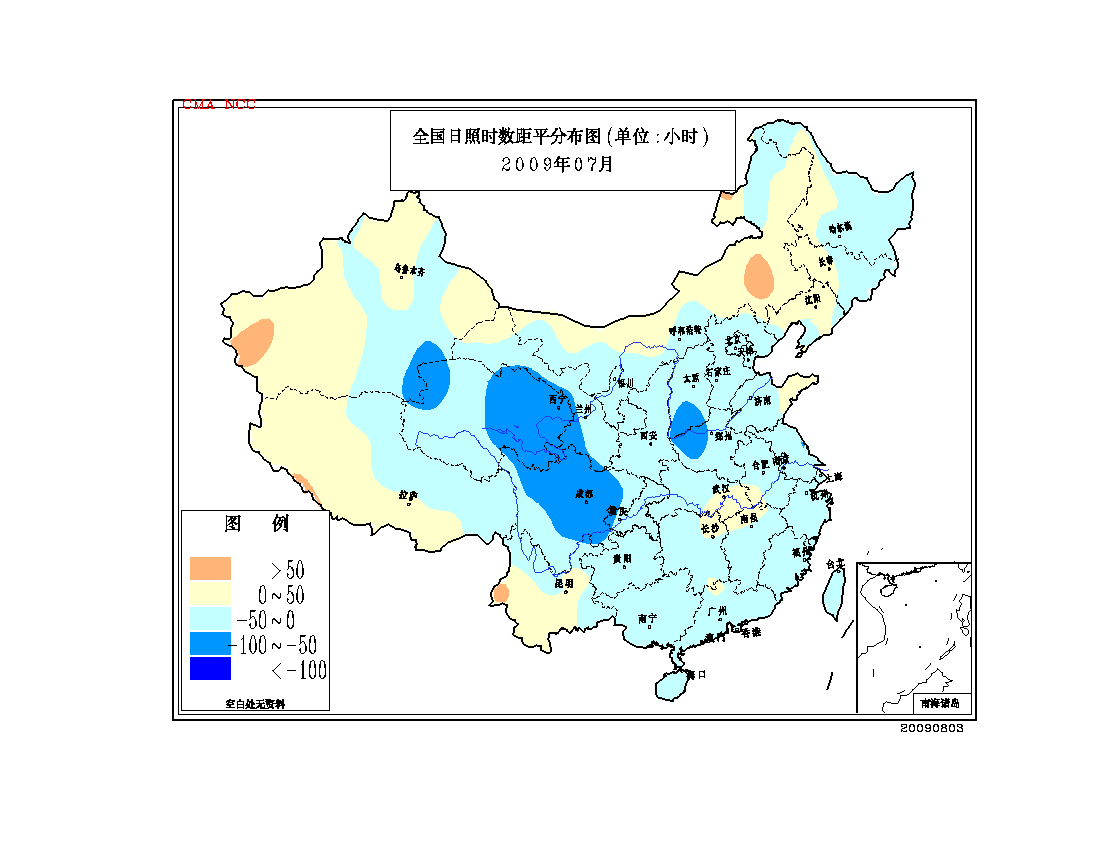 CMA NCC
全国日照时数距平分布图(单位:小时)
2009年07月
哈尔滨
长春
乌鲁木齐
沈阳
呼和浩特
北京
天津
银川
太原
石家庄
西宁
兰州
济南
西安
郑州
合肥
南京
上海
拉萨
成都
武汉
杭州
重庆
长沙
南昌
贵阳
福州
台北
昆明
南宁
广州
澳门
香港
海口
图 例
>50
0~50
-50~0
-100~-50
<-100
空白处无资料
南海诸岛
20090803